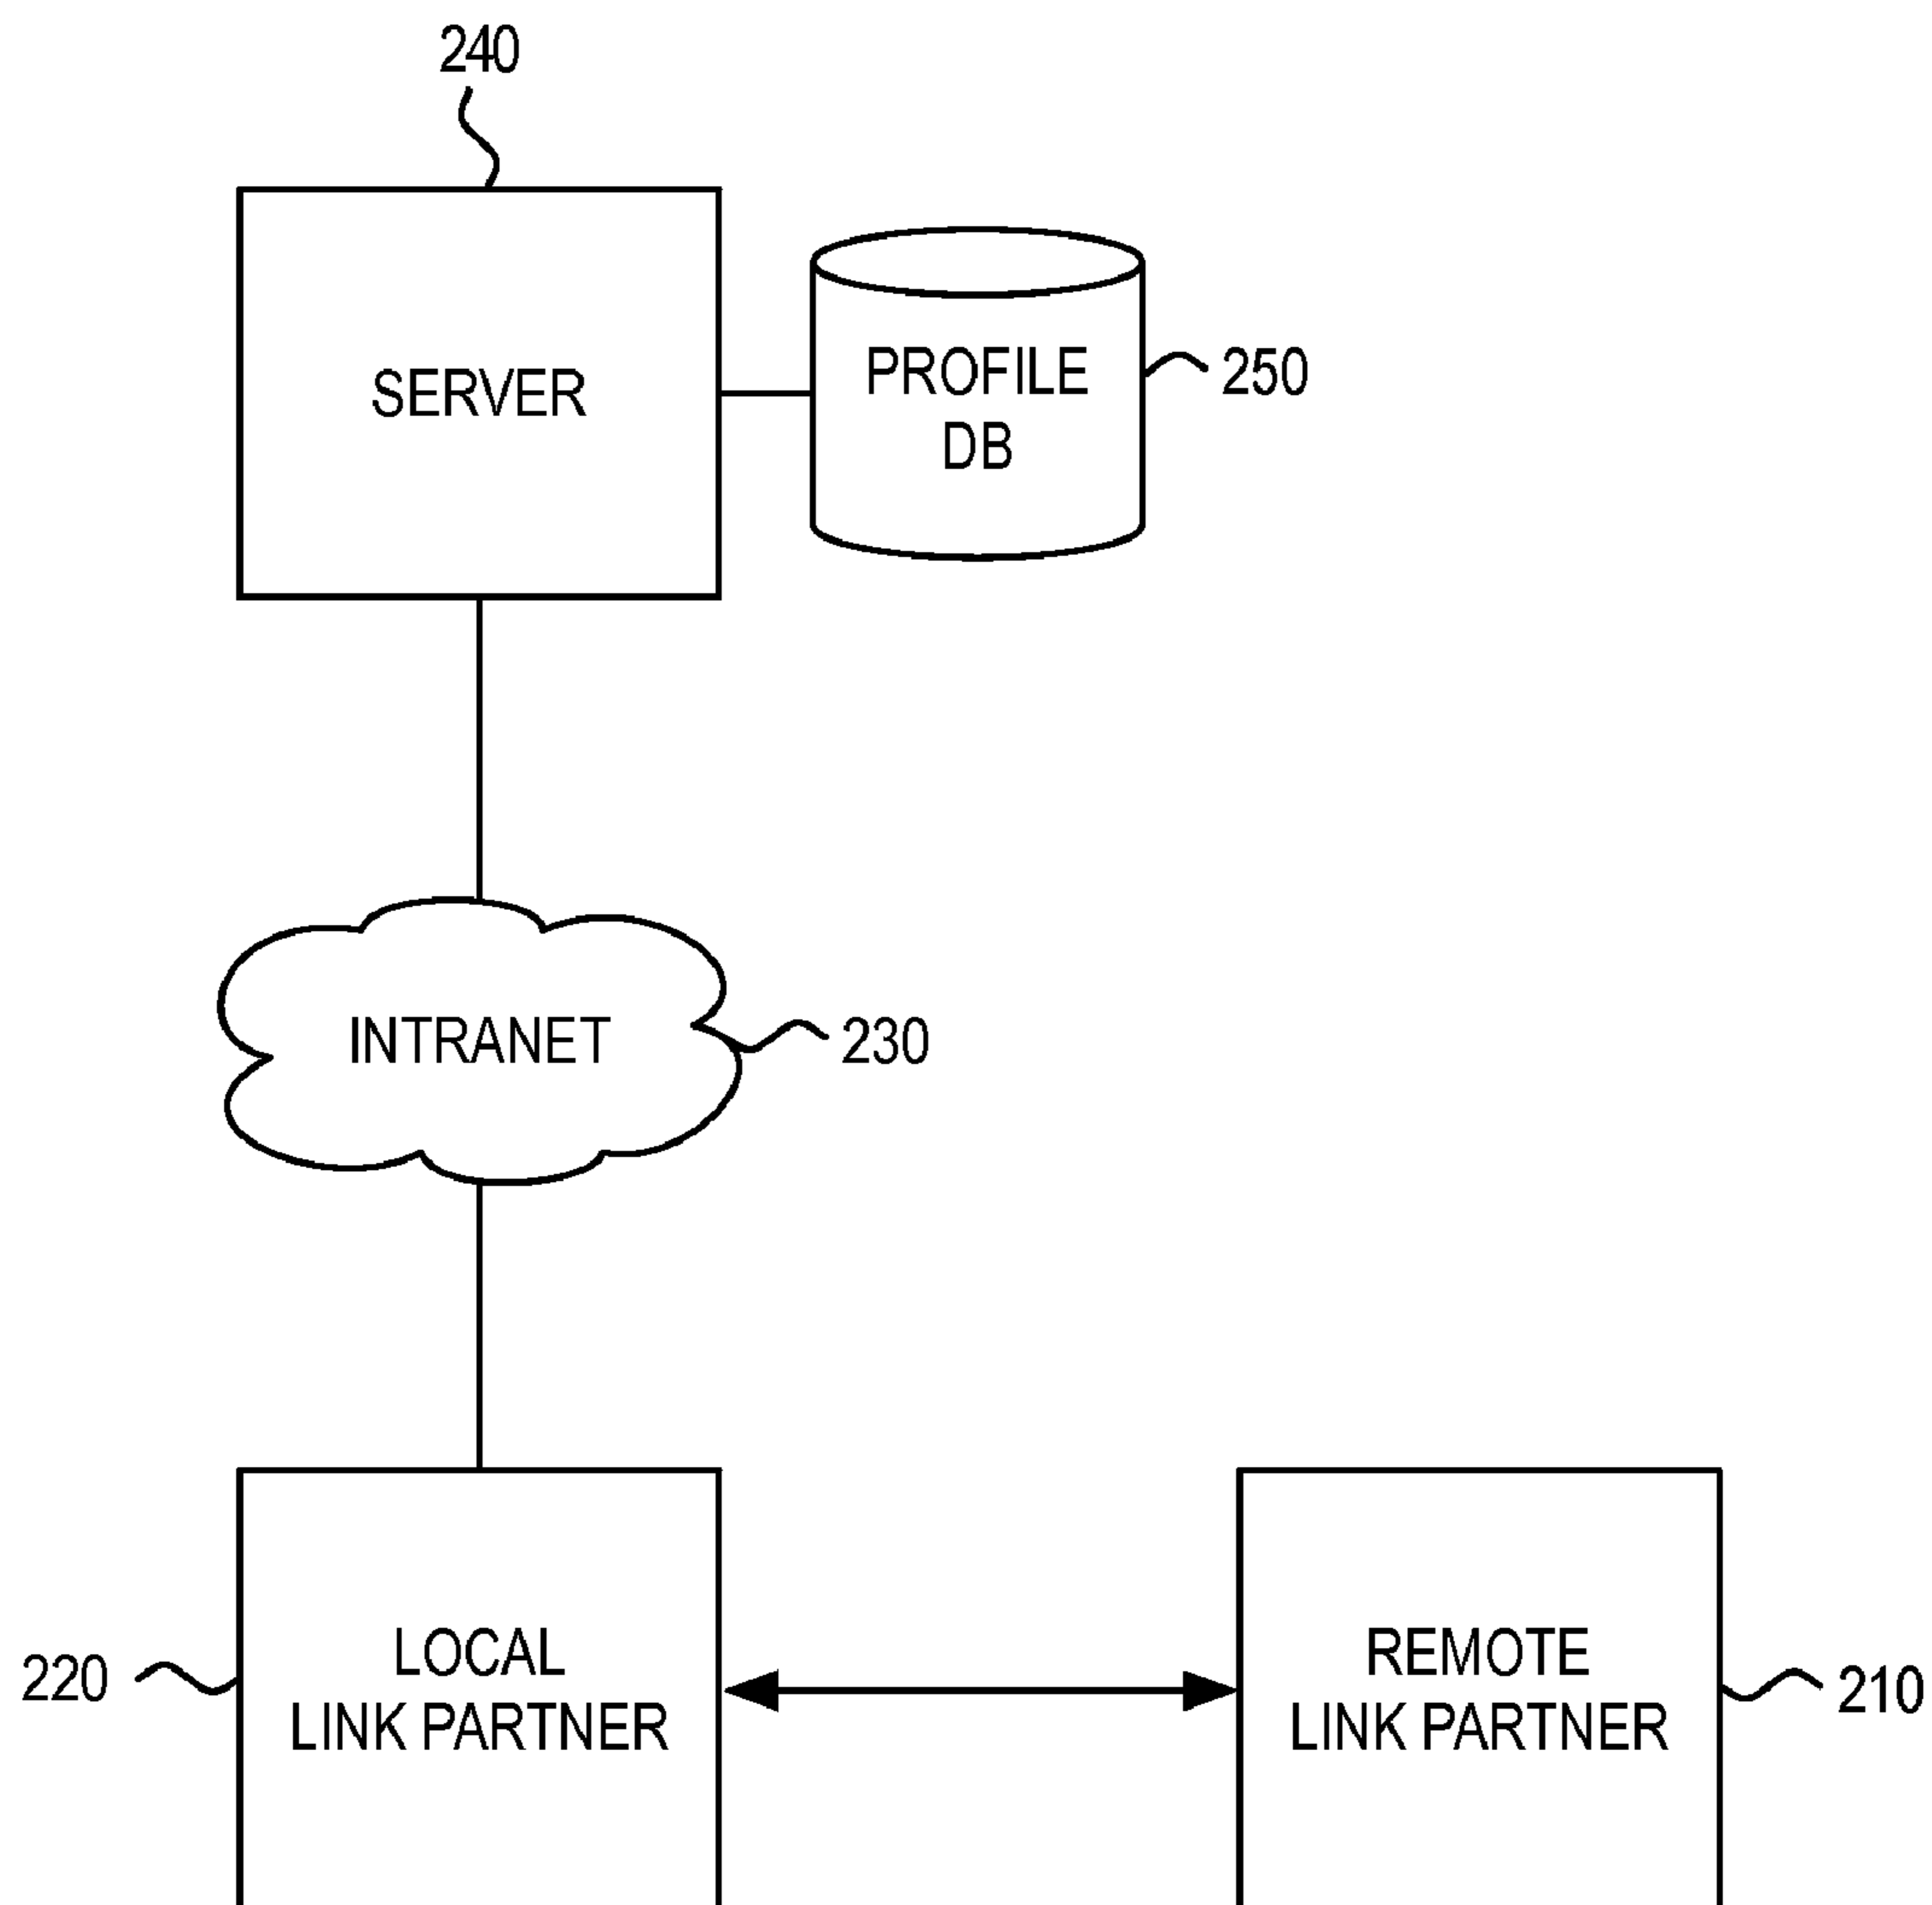 240
SERVER
PROFILE
DB
250
INTRANET
230
220
LOCAL
LINK PARTNER
REMOTE
LINK PARTNER
210